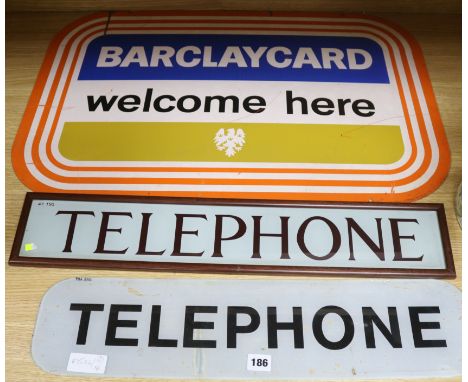 BARCLAYCARD
welcome here
TELEPHONE
TELEPHONE
186